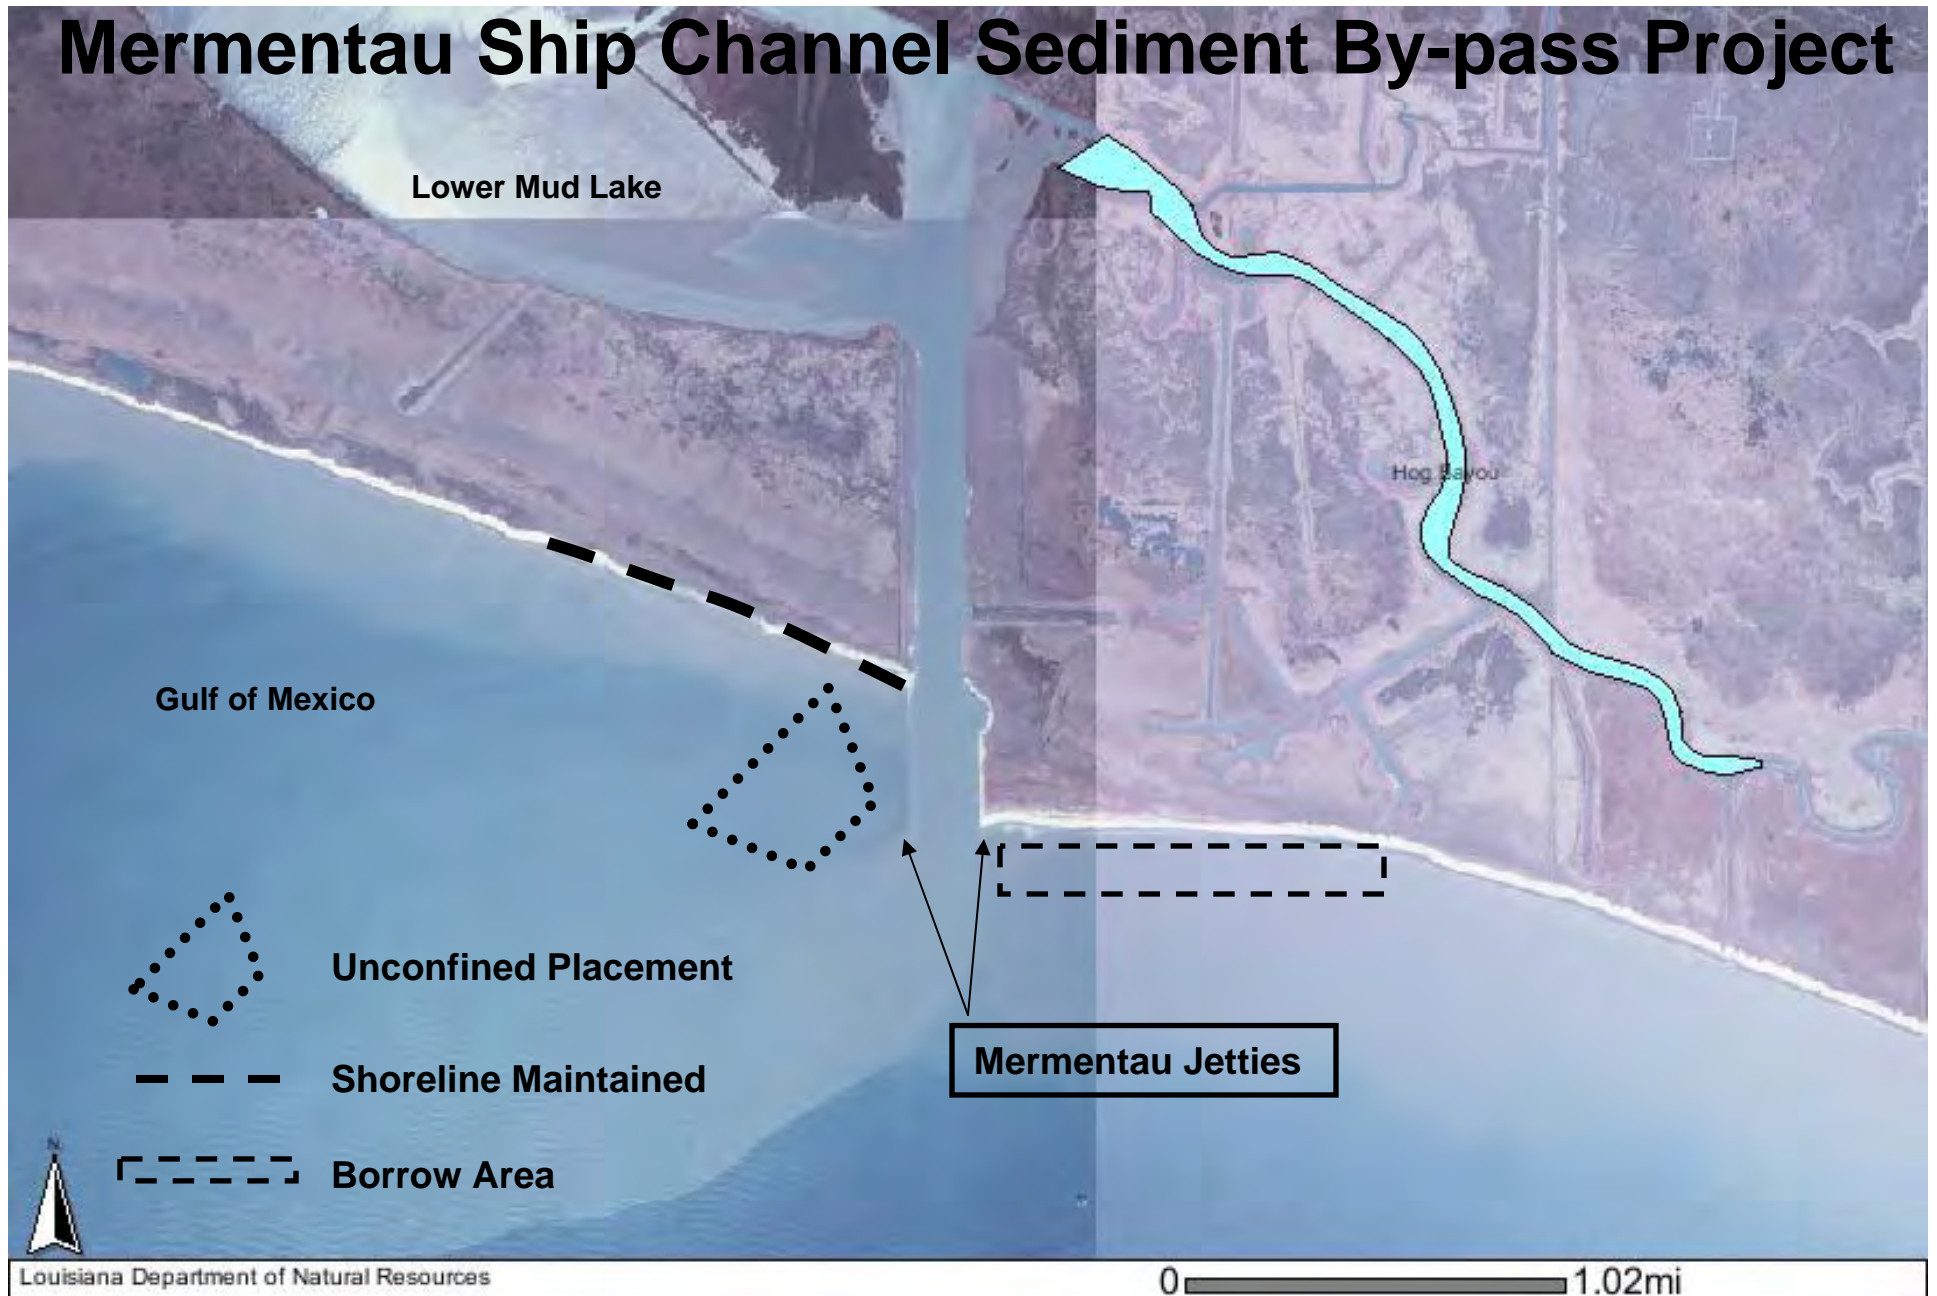 Mermentau Ship Channel Sediment By-pass Project
Lower Mud Lake
Hog Bayou
Gulf of Mexico
Unconfined Placement
Mermentau Jetties
Shoreline Maintained
N
Borrow Area
Louisiana Department of Natural Resources
0 1.02mi